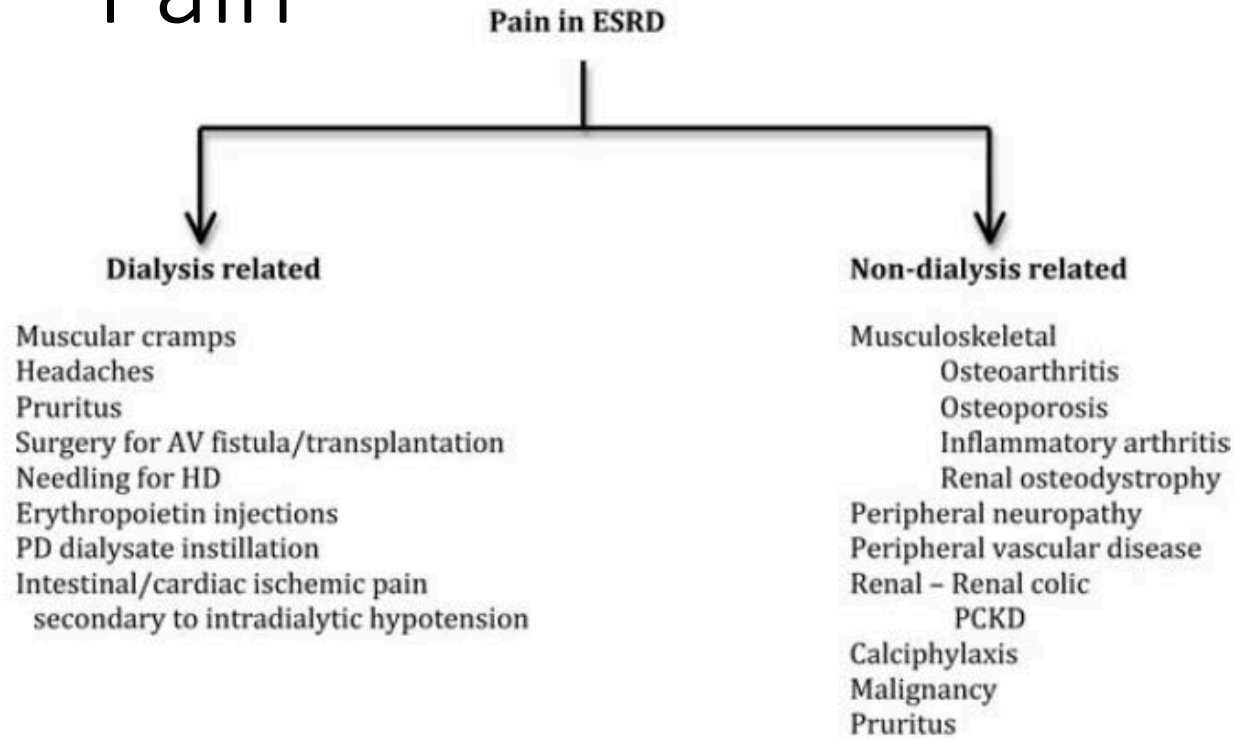 Pain
Pain in ESRD
Dialysis related
Muscular cramps
Headaches
Pruritus
Surgery for AV fistula/transplantation
Needling for HD
Erythropoietin injections
PD dialysate instillation
Intestinal/cardiac ischemic pain
secondary to intradialytic hypotension
Non-dialysis related
Musculoskeletal
Osteoarthritis
Osteoporosis
Inflammatory arthritis
Renal osteodystrophy
Peripheral neuropathy
Peripheral vascular disease
Renal – Renal colic
PCKD
Calciphylaxis
Malignancy
Pruritus